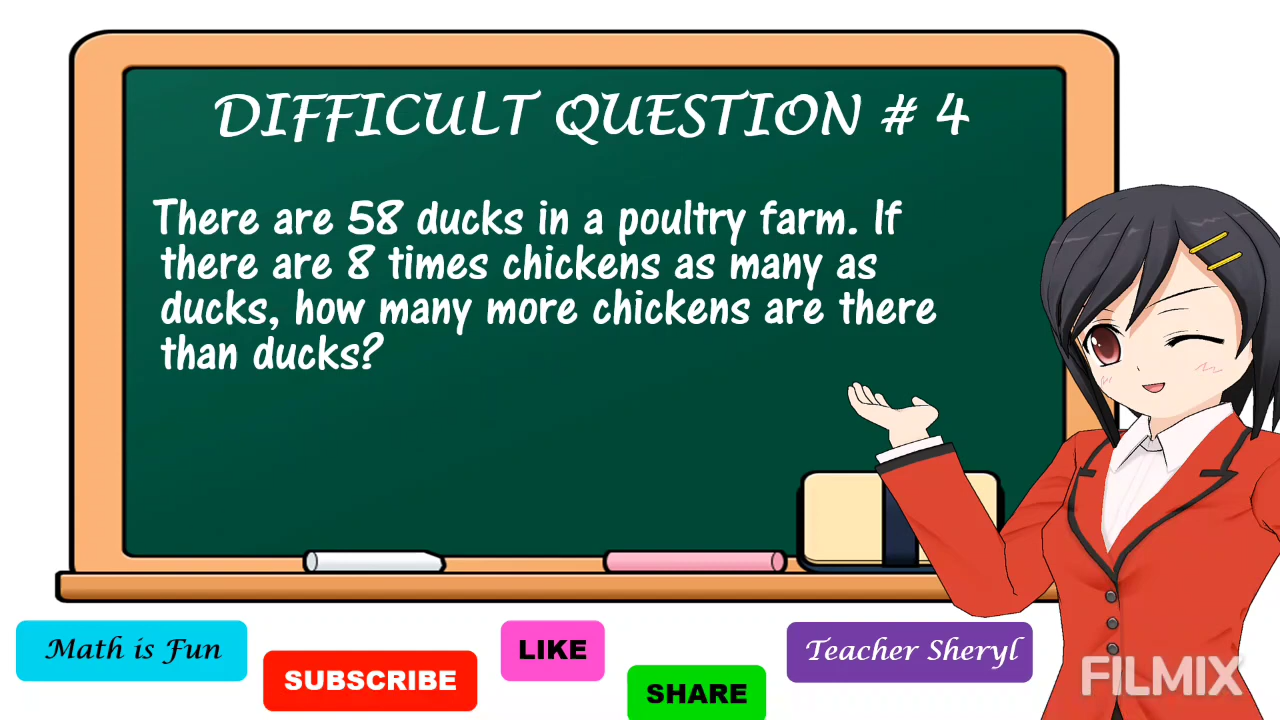 DIFFICULT QUESTION # 4
There are 58 ducks in a poultry farm. If
there are 8 times chickens as many as
ducks, how many more chickens are there
than ducks?
Math is Fun
SUBSCRIBE
LIKE
SHARE
Teacher Sheryl
FILMIX